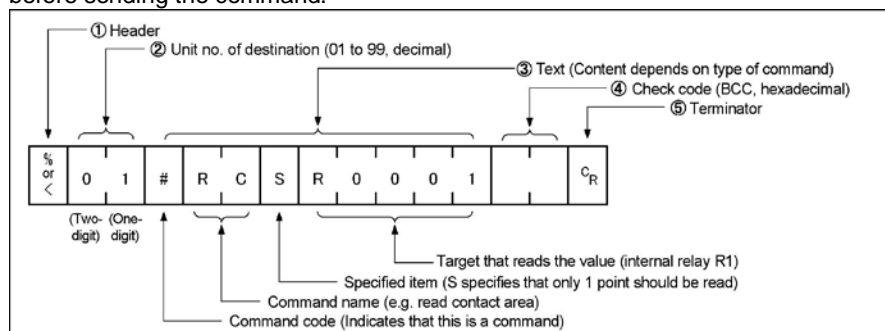 before sending the command.
① Header
② Unit no. of destination (01 to 99, decimal)
③ Text (Content depends on type of command)
④ Check code (BCC, hexadecimal)
⑤ Terminator
% or < 0 1 # R C S R 0 0 0 1 CR
(Two-digit) (One-digit)
Target that reads the value (internal relay R1)
Specified item (S specifies that only 1 point should be read)
Command name (e.g. read contact area)
Command code (Indicates that this is a command)